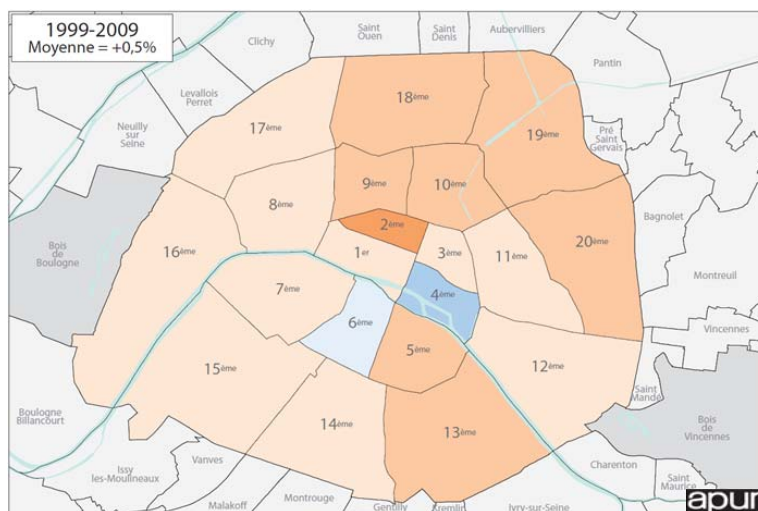 1999-2009
Moyenne = +0,5%
Clichy
Saint
Ouen
Saint
Denis
Aubervilliers
Pantin
Levallois
Perret
Neuilly
sur
Seine
Pré
Saint
Gervais
Bagnolet
Montreuil
Vincennes
Saint
Mandé
Bois
de
Vincennes
Bois
de
Boulogne
17ème
18ème
19ème
8ème
9ème
10ème
2ème
16ème
1er
3ème
11ème
20ème
7ème
4ème
6ème
5ème
15ème
12ème
14ème
13ème
Boulogne
Billancourt
Issy
les-Moulineaux
Vanves
Malakoff
Montrouge
Gentilly
Kremlin
Ivry-sur-Seine
Charenton
Saint
Maurice
apur